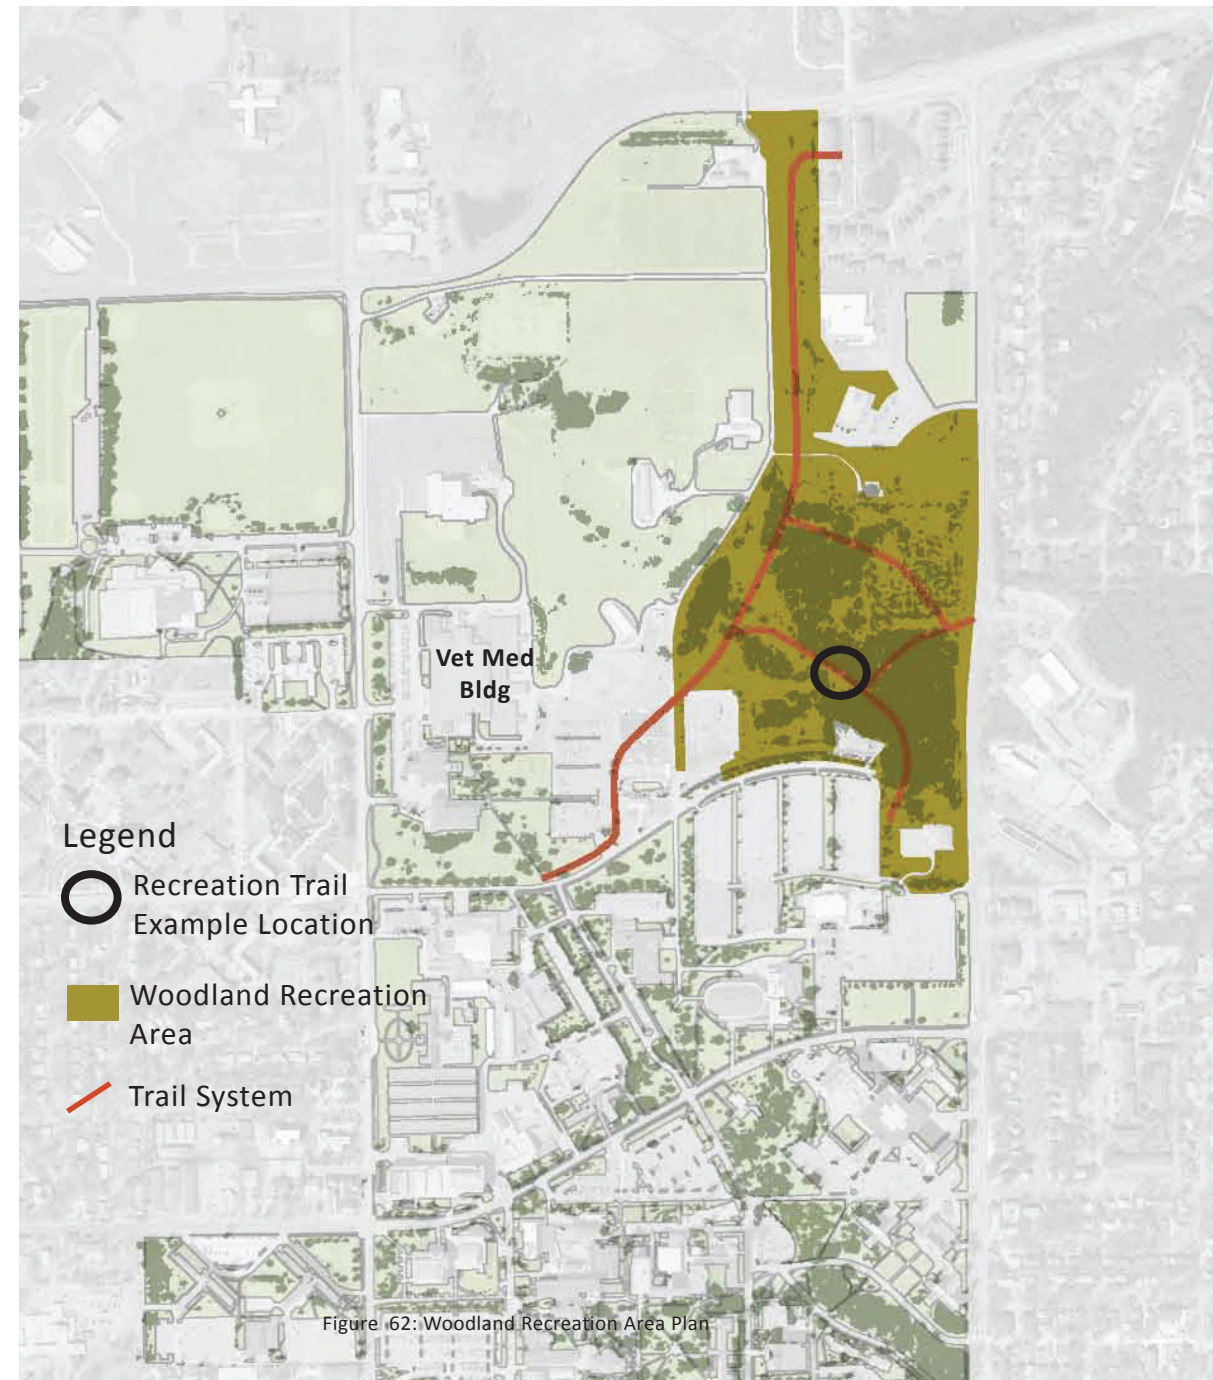 Vet Med
Bldg
Legend
Recreation Trail
Example Location
Woodland Recreation
Area
Trail System
Figure 62: Woodland Recreation Area Plan